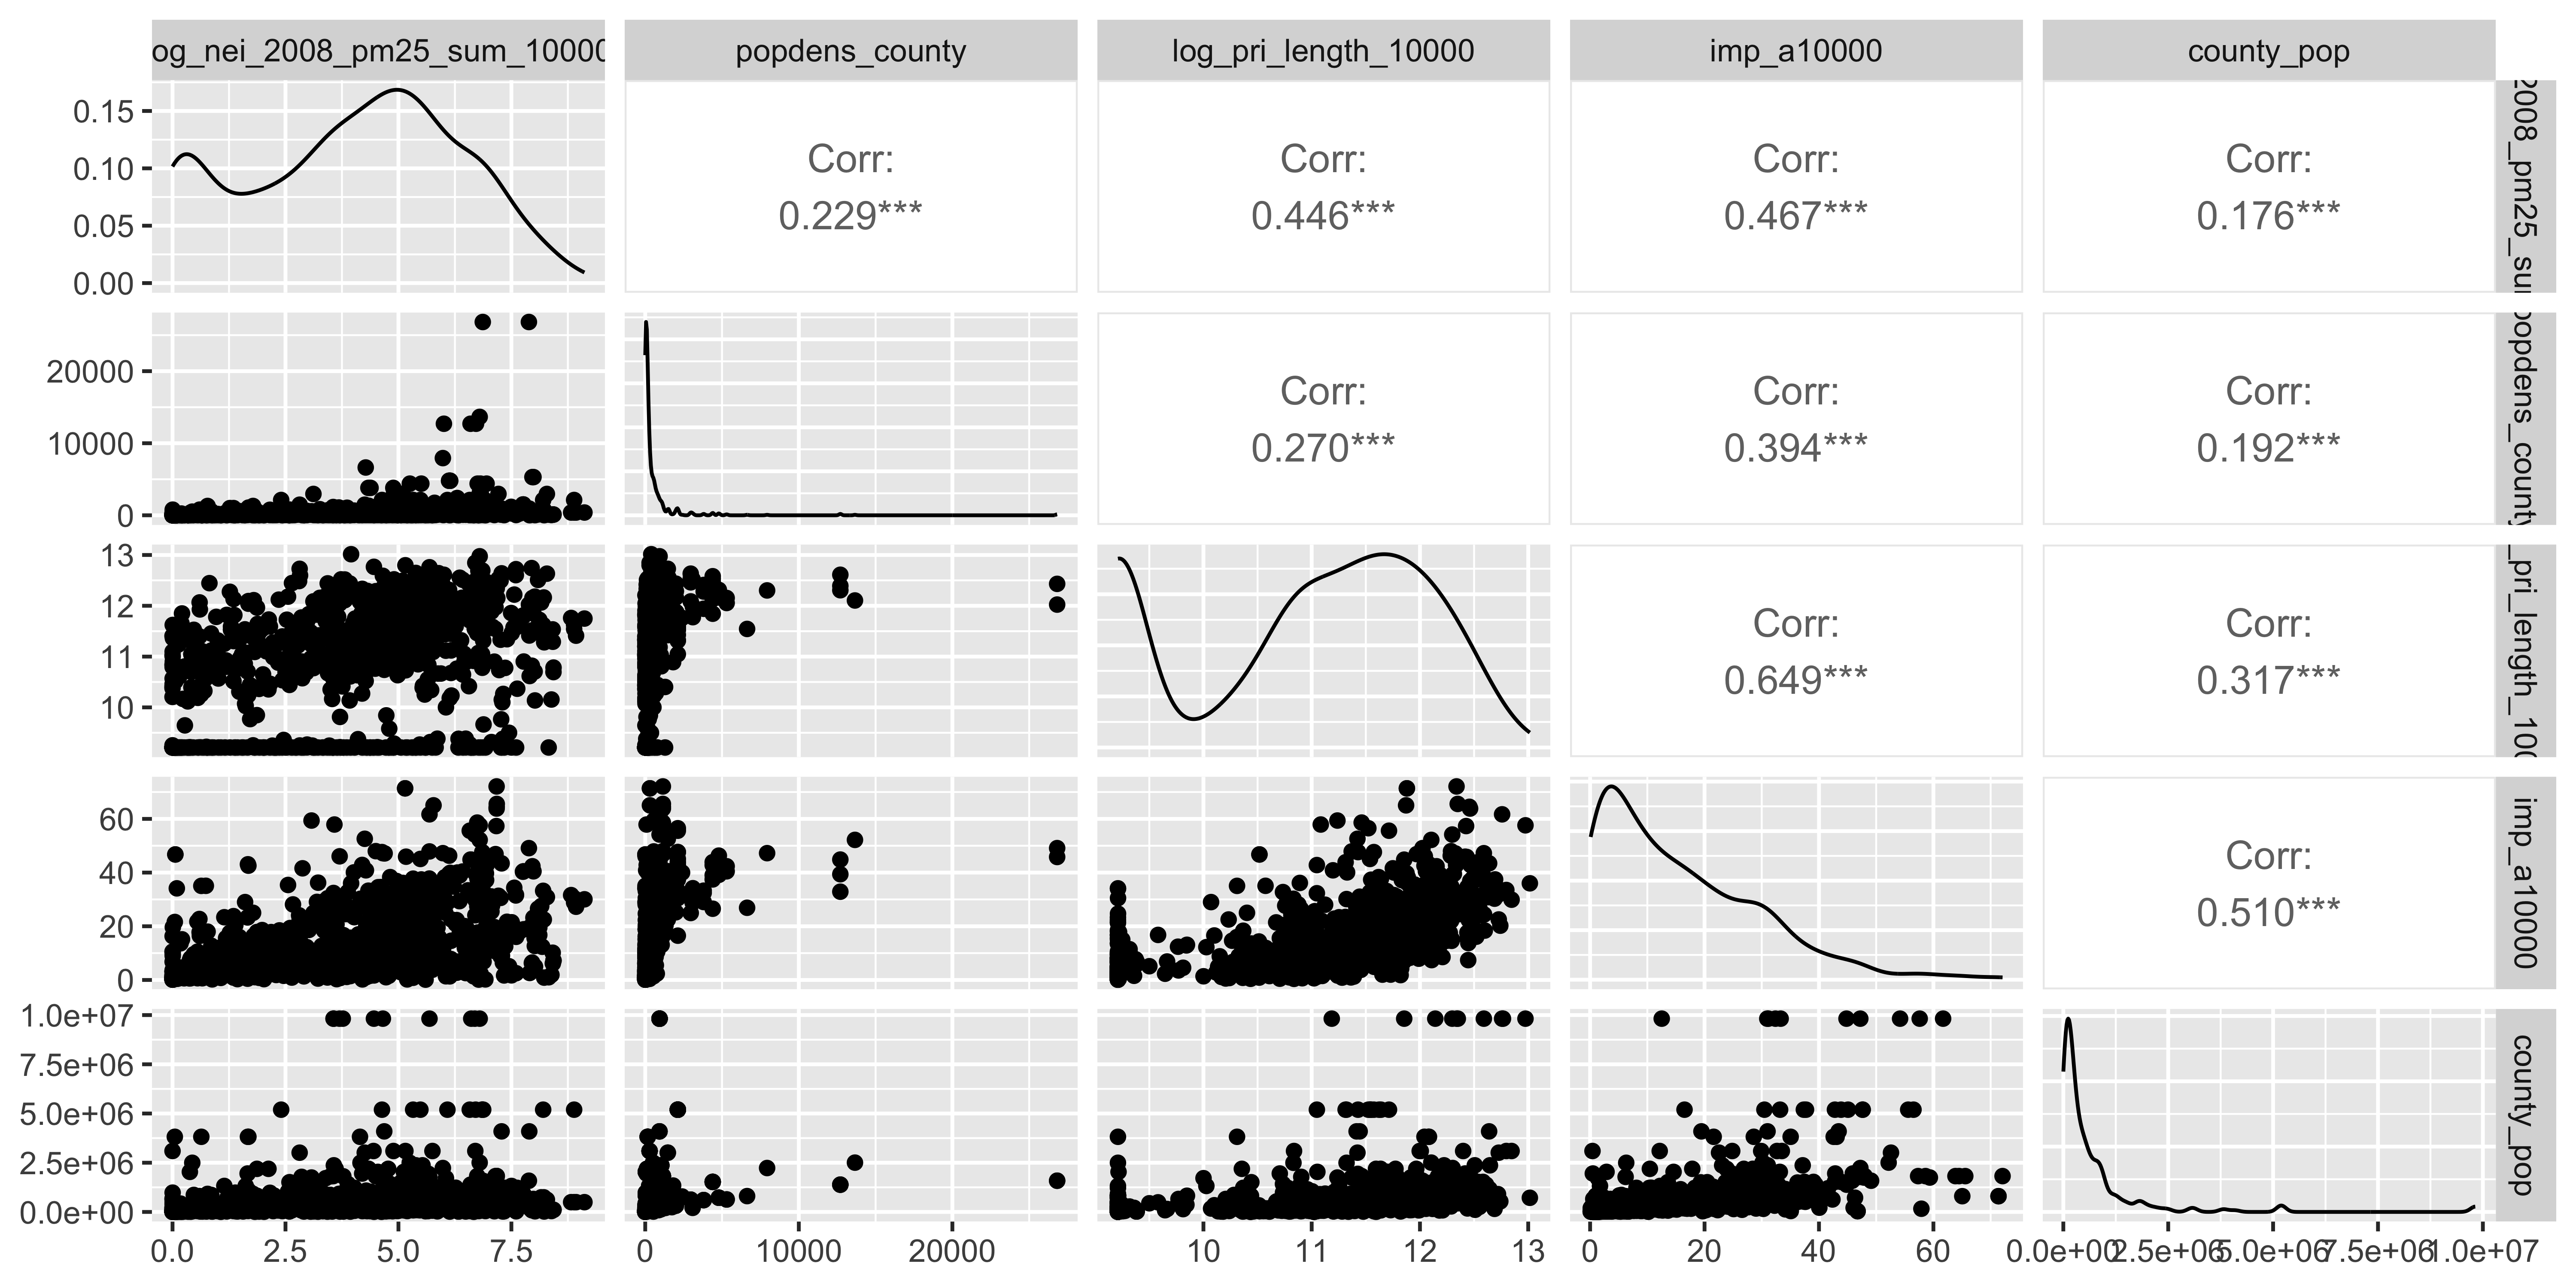 og_nei_2008_pm25_sum_10000
popdens_county
log_pri_length_10000
imp_a10000
county_pop
0.15
0.10
0.05
0.00
Corr:
0.229***
Corr:
0.446***
Corr:
0.467***
Corr:
0.176***
2008_pm25_su
20000
10000
0
Corr:
0.270***
Corr:
0.394***
Corr:
0.192***
popdens_county
13
12
11
10
Corr:
0.649***
Corr:
0.317***
_pri_length_100
60
40
20
0
Corr:
0.510***
imp_a10000
1.0e+07
7.5e+06
5.0e+06
2.5e+06
0.0e+00
county_pop
0.0 2.5 5.0 7.5
0 10000 20000
10 11 12 13
0 20 40 60
0.0e+00 2.5e+06 5.0e+06 7.5e+06 1.0e+07